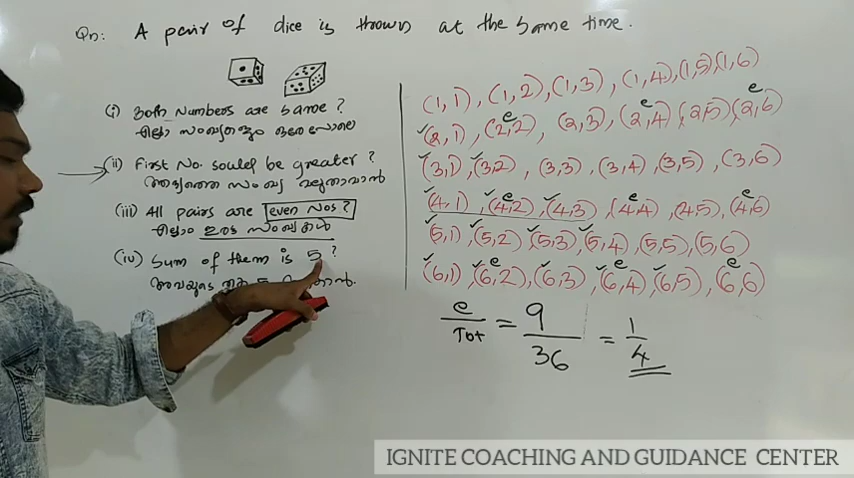 Qn: A pair of dice is thrown at the same time.
(i) Both Numbers are same ?
എല്ലാ സംഖ്യകളും ഒരേപോലെ
(ii) First No. sould be greater ?
ആദ്യത്തെ സംഖ്യ വലുതാവാൻ
(iii) All pairs are even Nos ?
എല്ലാം ഇരട്ട സംഖ്യകൾ
(iv) Sum of them is 5 ?
അവയുടെ തുക 5
(1,1), (1,2), (1,3), (1,4), (1,5), (1,6)
(2,1), (2,2), (2,3), (2,4), (2,5), (2,6)
(3,1), (3,2), (3,3), (3,4), (3,5), (3,6)
(4,1), (4,2), (4,3), (4,4), (4,5), (4,6)
(5,1), (5,2), (5,3), (5,4), (5,5), (5,6)
(6,1), (6,2), (6,3), (6,4), (6,5), (6,6)
e/Tot = 9/36 = 1/4
IGNITE COACHING AND GUIDANCE CENTER